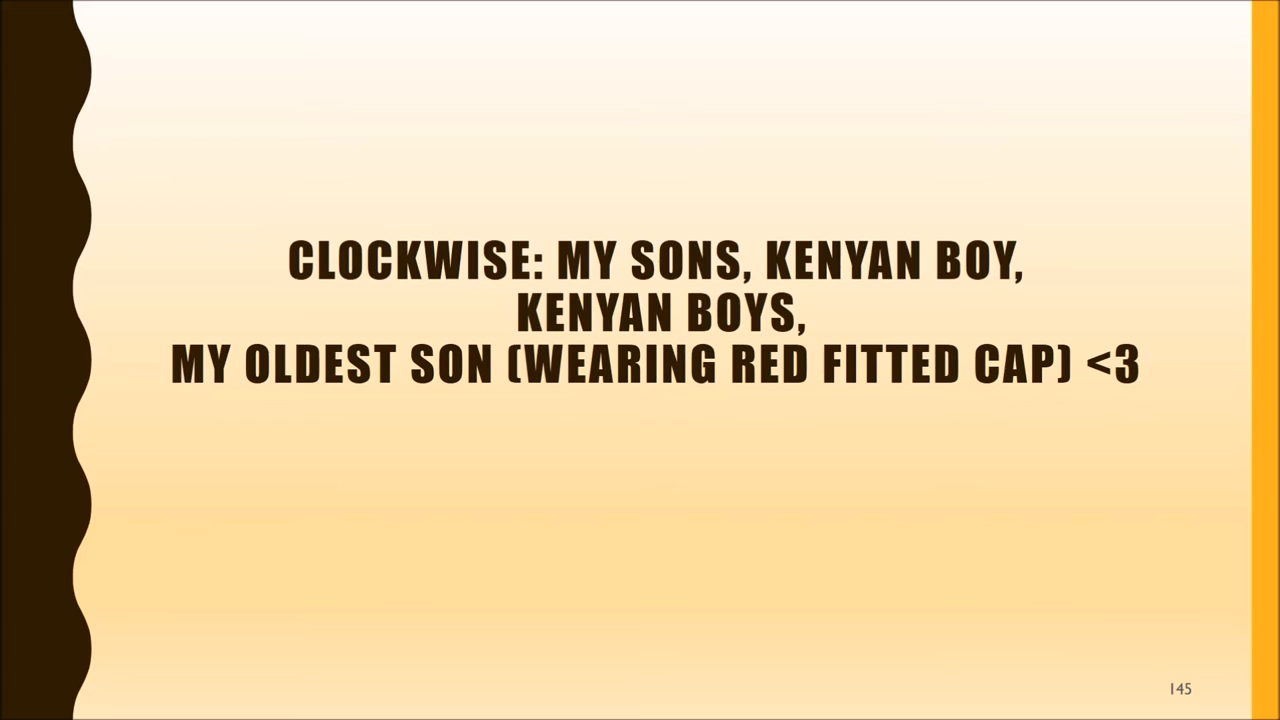 CLOCKWISE: MY SONS, KENYAN BOY,
KENYAN BOYS,
MY OLDEST SON (WEARING RED FITTED CAP) <3
145